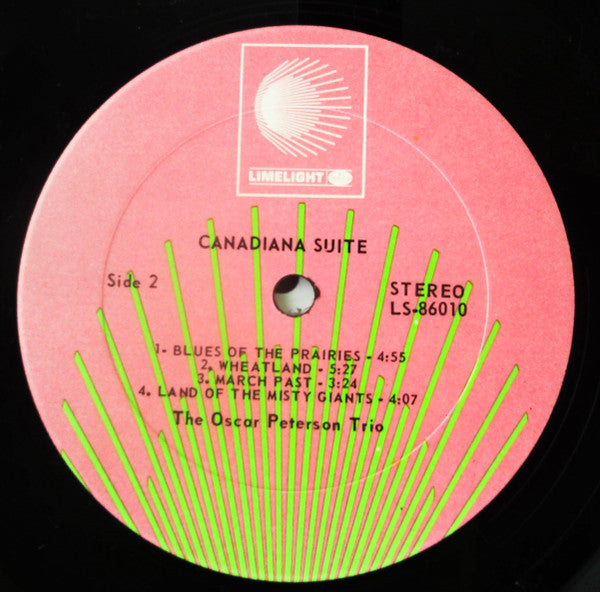 LIMELIGHT
CANADIANA SUITE
Side 2
STEREO
LS-86010
1- BLUES OF THE PRAIRIES - 4:55
2. WHEATLAND - 5:27
3. MARCH PAST - 3:24
4. LAND OF THE MISTY GIANTS - 4:07
The Oscar Peterson Trio